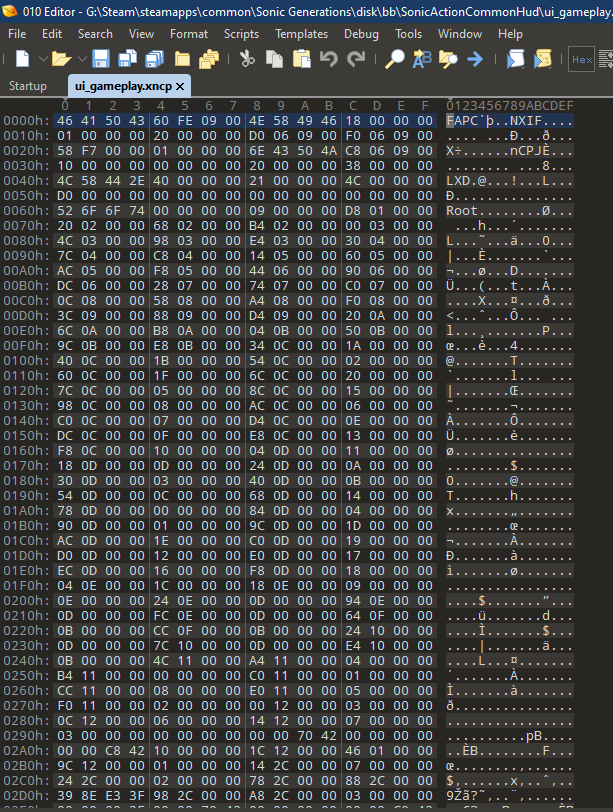 010 Editor - G:\Steam\steamapps\common\Sonic Generations\disk\bb\SonicActionCommonHud\ui_gameplay.
File Edit Search View Format Scripts Templates Debug Tools Window Help
Hex
Startup ui_gameplay.xncp ×
0 1 2 3 4 5 6 7 8 9 A B C D E F 0123456789ABCDEF
0000h: 46 41 50 43 60 FE 09 00 4E 58 49 46 18 00 00 00 FAPC`þ..NXIF....
0010h: 01 00 00 00 20 00 00 00 D0 06 09 00 F0 06 09 00 .... ...Ð...ð...
0020h: 58 F7 00 00 01 00 00 00 6E 43 50 4A C8 06 09 00 X÷......nCPJÈ...
0030h: 10 00 00 00 00 00 00 00 20 00 00 00 38 00 00 00 ........ ...8...
0040h: 4C 58 44 2E 40 00 00 00 21 00 00 00 4C 00 00 00 LXD.@...!...L...
0050h: D0 00 00 00 00 00 00 00 00 00 00 00 00 00 00 00 Ð...............
0060h: 52 6F 6F 74 00 00 00 00 09 00 00 00 D8 01 00 00 Root........Ø...
0070h: 20 02 00 00 68 02 00 00 B4 02 00 00 00 03 00 00 ...h...´.......
0080h: 4C 03 00 00 98 03 00 00 E4 03 00 00 30 04 00 00 L...˜...ä...0...
0090h: 7C 04 00 00 C8 04 00 00 14 05 00 00 60 05 00 00 |...È.......`...
00A0h: AC 05 00 00 F8 05 00 00 44 06 00 00 90 06 00 00 ¬...ø...D.......
00B0h: DC 06 00 00 28 07 00 00 74 07 00 00 C0 07 00 00 Ü...(...t...À...
00C0h: 0C 08 00 00 58 08 00 00 A4 08 00 00 F0 08 00 00 ....X...¤...ð...
00D0h: 3C 09 00 00 88 09 00 00 D4 09 00 00 20 0A 00 00 <...ˆ...Ô... ...
00E0h: 6C 0A 00 00 B8 0A 00 00 04 0B 00 00 50 0B 00 00 l...¸.......P...
00F0h: 9C 0B 00 00 E8 0B 00 00 34 0C 00 00 1A 00 00 00 œ...è...4.......
0100h: 40 0C 00 00 1B 00 00 00 54 0C 00 00 02 00 00 00 @.......T.......
0110h: 60 0C 00 00 1F 00 00 00 6C 0C 00 00 20 00 00 00 `.......l... ...
0120h: 7C 0C 00 00 05 00 00 00 8C 0C 00 00 15 00 00 00 |.......Œ.......
0130h: 98 0C 00 00 08 00 00 00 AC 0C 00 00 06 00 00 00 ˜.......¬.......
0140h: C0 0C 00 00 07 00 00 00 D4 0C 00 00 0E 00 00 00 À.......Ô.......
0150h: DC 0C 00 00 0F 00 00 00 E8 0C 00 00 13 00 00 00 Ü.......è.......
0160h: F8 0C 00 00 10 00 00 00 04 0D 00 00 11 00 00 00 ø...............
0170h: 18 0D 00 00 0D 00 00 00 24 0D 00 00 0A 00 00 00 ........$.......
0180h: 30 0D 00 00 03 00 00 00 40 0D 00 00 0B 00 00 00 0.......@.......
0190h: 54 0D 00 00 0C 00 00 00 68 0D 00 00 14 00 00 00 T.......h.......
01A0h: 78 0D 00 00 00 00 00 00 84 0D 00 00 04 00 00 00 x.......„.......
01B0h: 90 0D 00 00 01 00 00 00 9C 0D 00 00 1D 00 00 00 ........œ.......
01C0h: AC 0D 00 00 1E 00 00 00 C0 0D 00 00 19 00 00 00 ¬.......À.......
01D0h: D0 0D 00 00 12 00 00 00 E0 0D 00 00 17 00 00 00 Ð.......à.......
01E0h: EC 0D 00 00 16 00 00 00 F8 0D 00 00 18 00 00 00 ì.......ø.......
01F0h: 04 0E 00 00 1C 00 00 00 18 0E 00 00 09 00 00 00 ................
0200h: 0E 00 00 00 24 0E 00 00 0D 00 00 00 94 0E 00 00 ....$.......”...
0210h: 0D 00 00 00 FC 0E 00 00 0D 00 00 00 64 0F 00 00 ....ü.......d...
0220h: 0B 00 00 00 CC 0F 00 00 0B 00 00 00 24 10 00 00 ....Ì.......$...
0230h: 0D 00 00 00 7C 10 00 00 0D 00 00 00 E4 10 00 00 ....|.......ä...
0240h: 0B 00 00 00 4C 11 00 00 A4 11 00 00 04 00 00 00 ....L...¤.......
0250h: B4 11 00 00 00 00 00 00 C0 11 00 00 01 00 00 00 ´.......À.......
0260h: CC 11 00 00 08 00 00 00 E0 11 00 00 05 00 00 00 Ì.......à.......
0270h: F0 11 00 00 02 00 00 00 00 12 00 00 03 00 00 00 ð...............
0280h: 0C 12 00 00 06 00 00 00 14 12 00 00 07 00 00 00 ................
0290h: 03 00 00 00 00 00 00 00 00 00 70 42 00 00 00 00 ..........pB....
02A0h: 00 00 C8 42 10 00 00 00 1C 12 00 00 46 01 00 00 ..ÈB........F...
02B0h: 9C 12 00 00 01 00 00 00 14 2C 00 00 07 00 00 00 œ........,......
02C0h: 24 2C 00 00 02 00 00 00 78 2C 00 00 88 2C 00 00 $,......x,..ˆ,..
02D0h: 39 8E E3 3F 98 2C 00 00 A8 2C 00 00 00 00 00 00 9Žã?˜,..¨,......